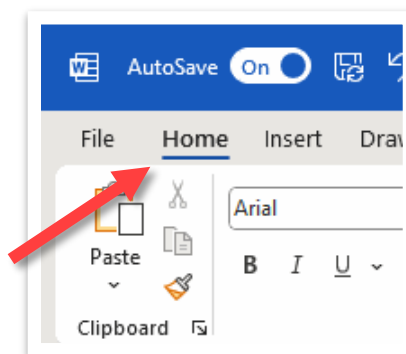 AutoSave On
File Home Insert Draw
Arial
Paste
B I U
Clipboard